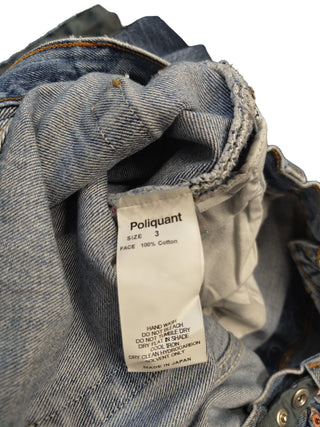 Poliquant
SIZE 3
FACE 100% Cotton
HAND WASH
DO NOT BLEACH
DO NOT TUMBLE DRY
DRY FLAT IN SHADE
COOL IRON
DRY CLEAN HYDROCARBON
SOLVENT ONLY
MADE IN JAPAN